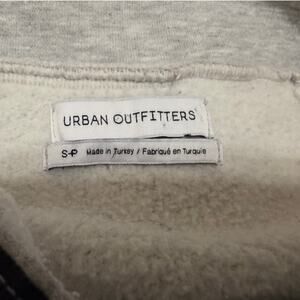 URBAN OUTFITTERS
S-P Made in Turkey / Fabriqué en Turquie